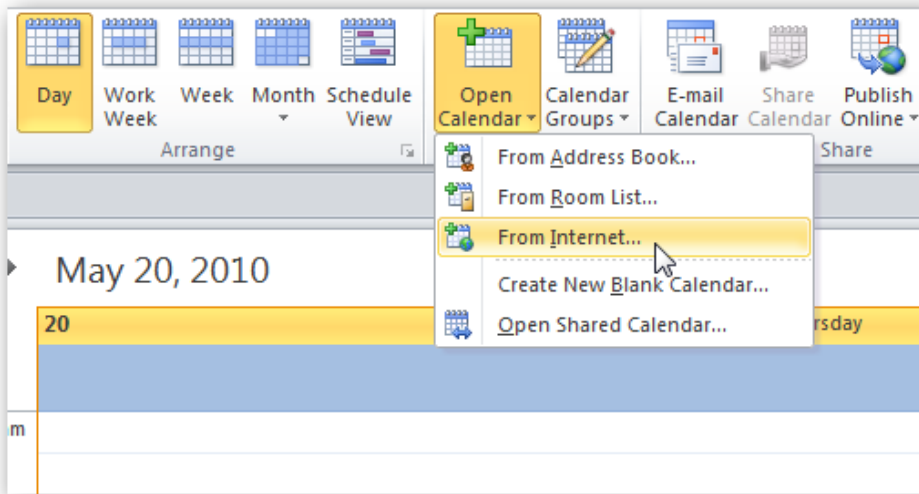 Day
Work
Week
Week
Month
Schedule
View
Arrange
Open
Calendar
Calendar
Groups
E-mail
Calendar
Share
Calendar
Publish
Online
Share
From Address Book...
From Room List...
From Internet...
Create New Blank Calendar...
Open Shared Calendar...
May 20, 2010
20
rsday
m